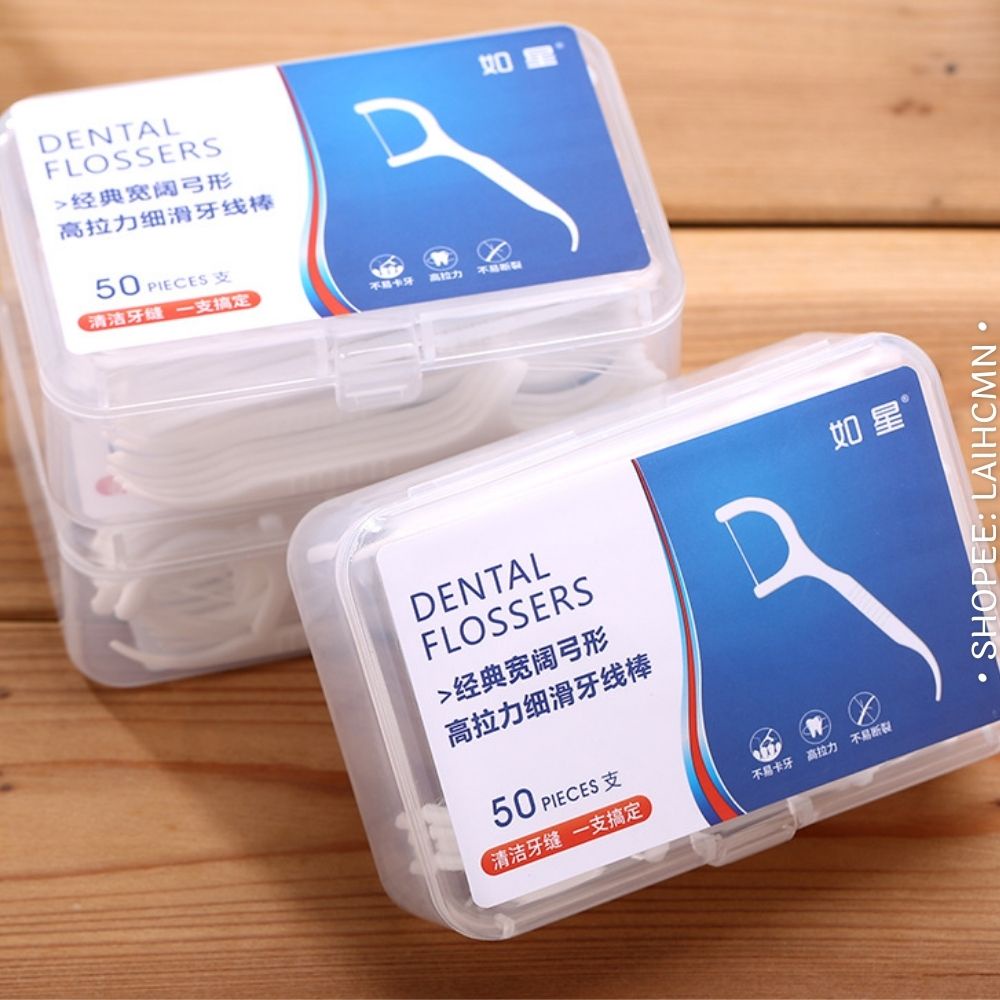 如星®
DENTAL
FLOSSERS
>经典宽阔弓形
高拉力细滑牙线棒
50 PIECES 支
清洁牙缝 一支搞定
不易卡牙
高拉力
不易断裂
如星®
DENTAL
FLOSSERS
>经典宽阔弓形
高拉力细滑牙线棒
50 PIECES 支
清洁牙缝 一支搞定
不易卡牙
高拉力
不易断裂
• SHOPEE: LAIHCMN •